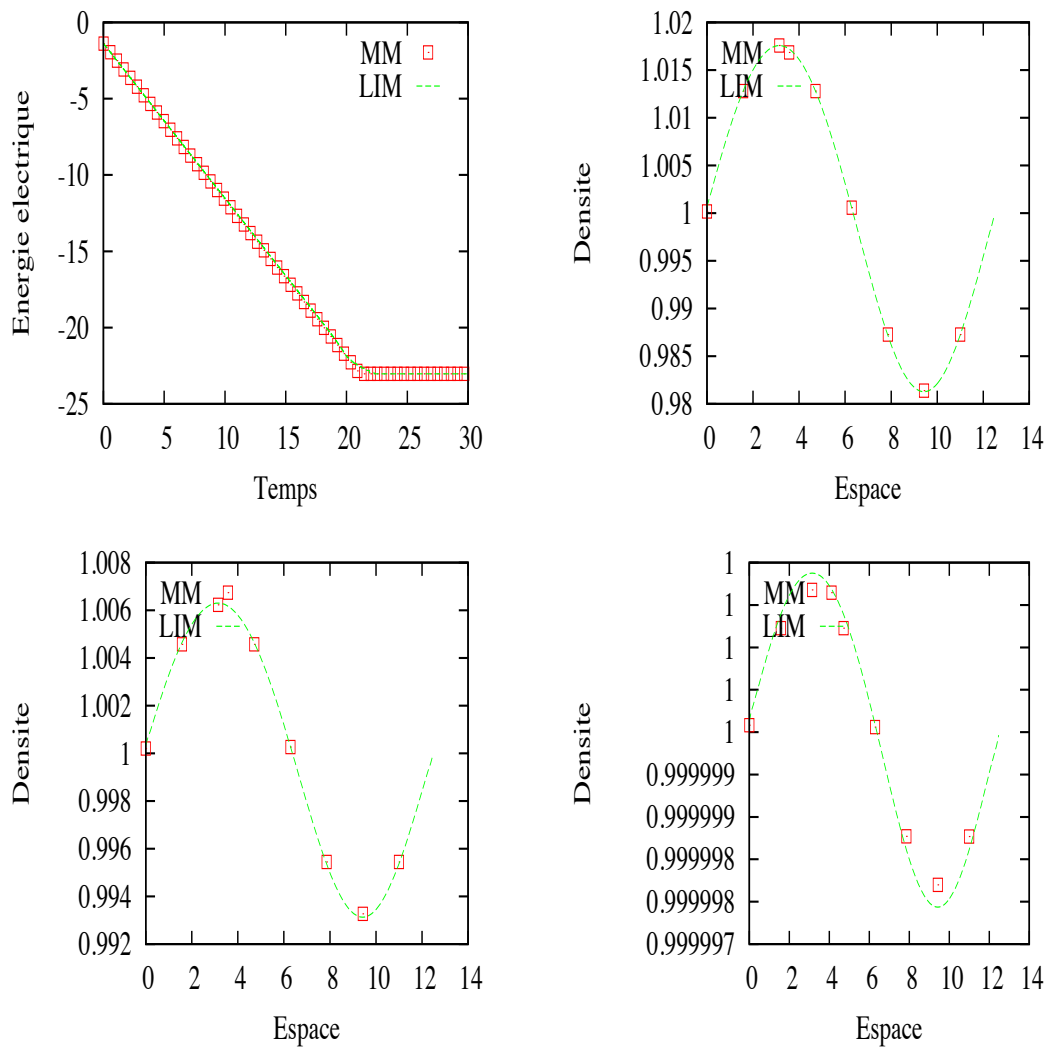 0
-5
-10
-15
-20
-25
0 5 10 15 20 25 30
Energie electrique
Temps
MM
LIM
1.02
1.015
1.01
1.005
1
0.995
0.99
0.985
0.98
0 2 4 6 8 10 12 14
Densite
Espace
MM
LIM
1.008
1.006
1.004
1.002
1
0.998
0.996
0.994
0.992
0 2 4 6 8 10 12 14
Densite
Espace
MM
LIM
1
1
1
1
1
0.999999
0.999999
0.999998
0.999998
0.999997
0 2 4 6 8 10 12 14
Densite
Espace
MM
LIM